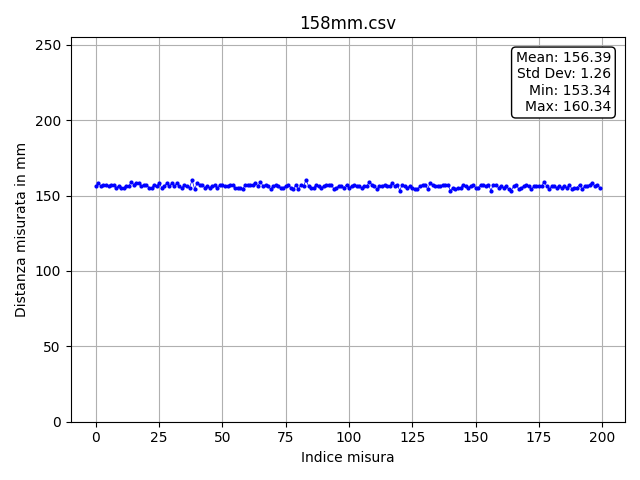 158mm.csv
Mean: 156.39
Std Dev: 1.26
Min: 153.34
Max: 160.34
Distanza misurata in mm
250
200
150
100
50
0
0 25 50 75 100 125 150 175 200
Indice misura